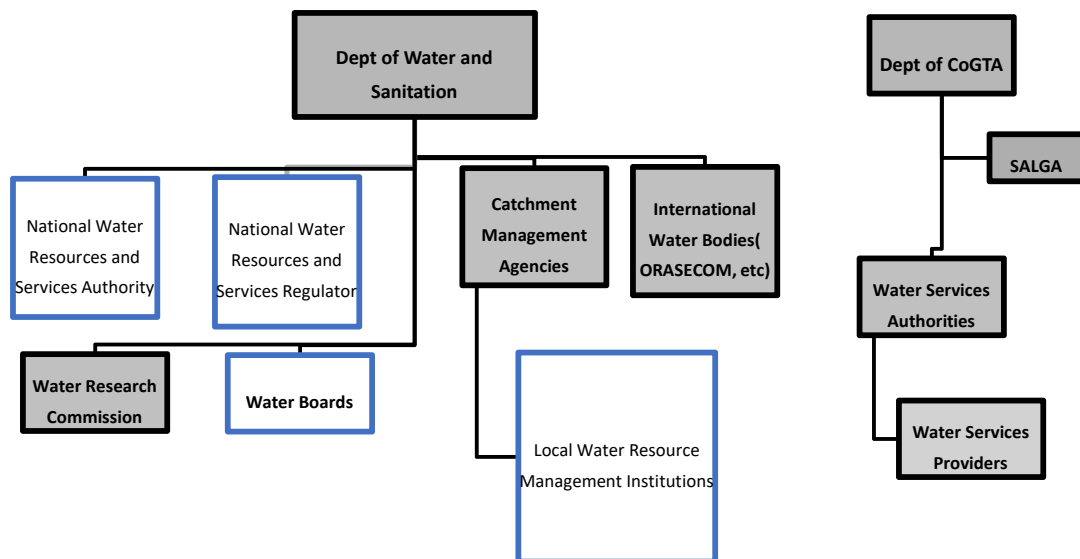 Dept of Water and
Sanitation
Dept of CoGTA
SALGA
National Water
Resources and
Services Authority
National Water
Resources and
Services Regulator
Catchment
Management
Agencies
International
Water Bodies(
ORASECOM, etc)
Water Services
Authorities
Water Research
Commission
Water Boards
Local Water Resource
Management Institutions
Water Services
Providers